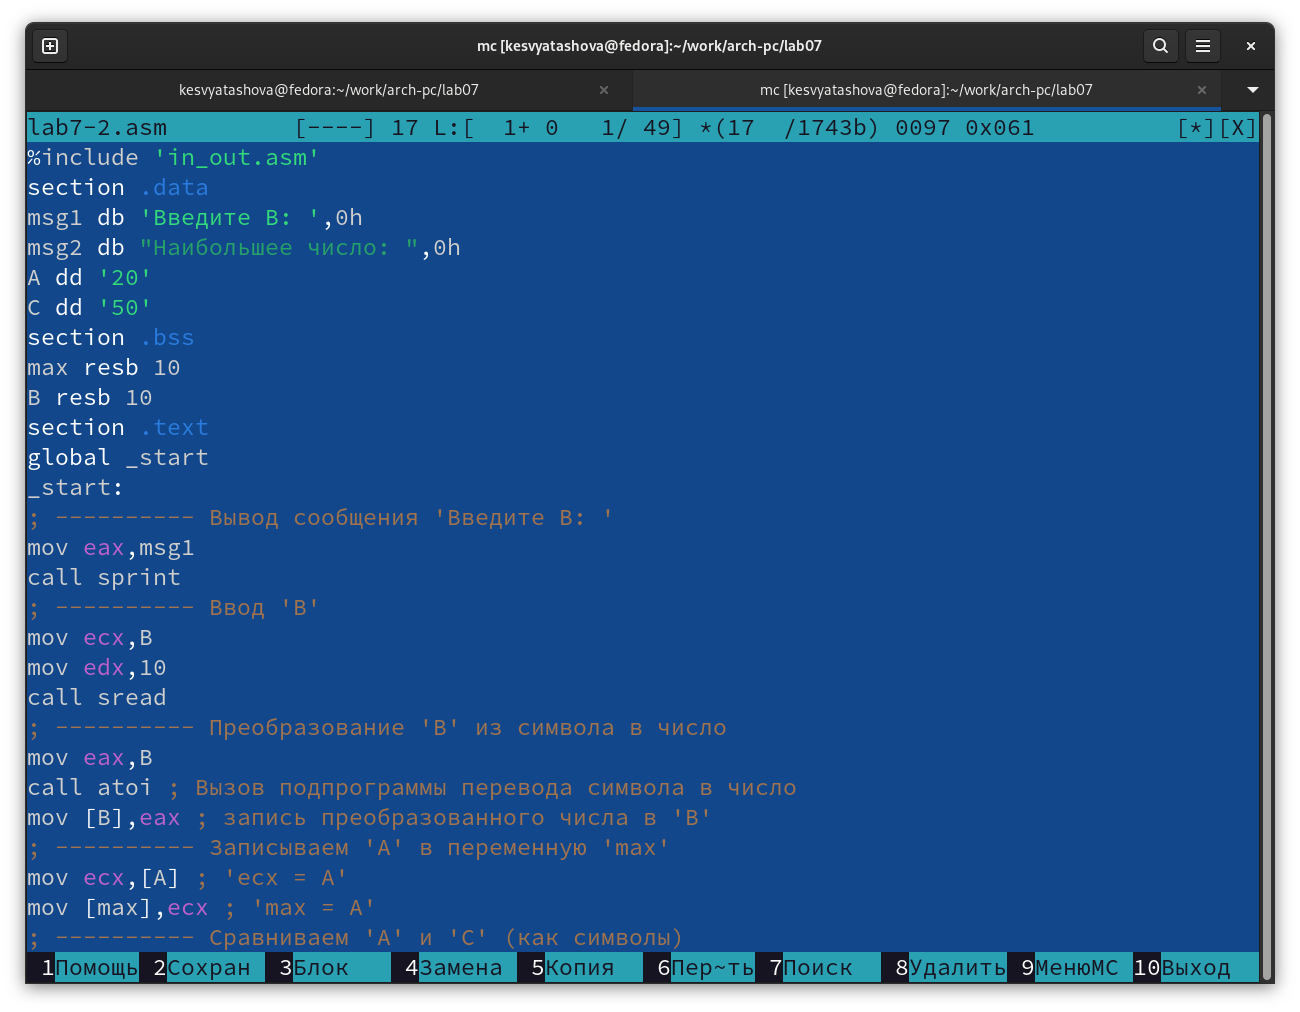 mc [kesvyatashova@fedora]:~/work/arch-pc/lab07
kesvyatashova@fedora:~/work/arch-pc/lab07
mc [kesvyatashova@fedora]:~/work/arch-pc/lab07
lab7-2.asm [----] 17 L:[ 1+ 0 1/ 49] *(17 /1743b) 0097 0x061 [*][X]
%include 'in_out.asm'
section .data
msg1 db 'Введите B: ',0h
msg2 db "Наибольшее число: ",0h
A dd '20'
C dd '50'
section .bss
max resb 10
B resb 10
section .text
global _start
_start:
; ---------- Вывод сообщения 'Введите B: '
mov eax,msg1
call sprint
; ---------- Ввод 'B'
mov ecx,B
mov edx,10
call sread
; ---------- Преобразование 'B' из символа в число
mov eax,B
call atoi ; Вызов подпрограммы перевода символа в число
mov [B],eax ; запись преобразованного числа в 'B'
; ---------- Записываем 'A' в переменную 'max'
mov ecx,[A] ; 'ecx = A'
mov [max],ecx ; 'max = A'
; ---------- Сравниваем 'A' и 'С' (как символы)
1Помощь 2Сохран 3Блок 4Замена 5Копия 6Пер~ть 7Поиск 8Удалить 9МенюМС 10Выход